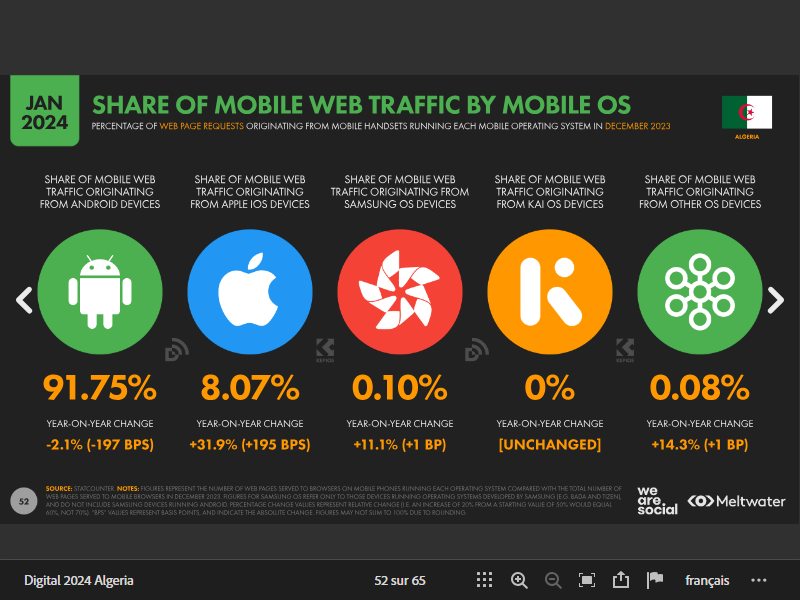 JAN
2024
SHARE OF MOBILE WEB TRAFFIC BY MOBILE OS
PERCENTAGE OF WEB PAGE REQUESTS ORIGINATING FROM MOBILE HANDSETS RUNNING EACH MOBILE OPERATING SYSTEM IN DECEMBER 2023
ALGERIA
SHARE OF MOBILE WEB
TRAFFIC ORIGINATING
FROM ANDROID DEVICES
SHARE OF MOBILE WEB
TRAFFIC ORIGINATING
FROM APPLE IOS DEVICES
SHARE OF MOBILE WEB
TRAFFIC ORIGINATING FROM
SAMSUNG OS DEVICES
SHARE OF MOBILE WEB
TRAFFIC ORIGINATING
FROM KAI OS DEVICES
SHARE OF MOBILE WEB
TRAFFIC ORIGINATING
FROM OTHER OS DEVICES
KEPIOS
KEPIOS
91.75%
8.07%
0.10%
0%
0.08%
YEAR-ON-YEAR CHANGE
YEAR-ON-YEAR CHANGE
YEAR-ON-YEAR CHANGE
YEAR-ON-YEAR CHANGE
YEAR-ON-YEAR CHANGE
-2.1% (-197 BPS)
+31.9% (+195 BPS)
+11.1% (+1 BP)
[UNCHANGED]
+14.3% (+1 BP)
52
SOURCE: STATCOUNTER. NOTES: FIGURES REPRESENT THE NUMBER OF WEB PAGES SERVED TO BROWSERS ON MOBILE PHONES RUNNING EACH OPERATING SYSTEM COMPARED WITH THE TOTAL NUMBER OF
WEB PAGES SERVED TO MOBILE BROWSERS IN DECEMBER 2023. FIGURES FOR SAMSUNG OS REFER ONLY TO THOSE DEVICES RUNNING OPERATING SYSTEMS DEVELOPED BY SAMSUNG (E.G. BADA AND TIZEN),
AND DO NOT INCLUDE SAMSUNG DEVICES RUNNING ANDROID. PERCENTAGE CHANGE VALUES REPRESENT RELATIVE CHANGE (I.E. AN INCREASE OF 20% FROM A STARTING VALUE OF 50% WOULD EQUAL
60%, NOT 70%). "BPS" VALUES REPRESENT BASIS POINTS, AND INDICATE THE ABSOLUTE CHANGE. FIGURES MAY NOT SUM TO 100% DUE TO ROUNDING.
we
are.
social
Meltwater
Digital 2024 Algeria
52 sur 65
français